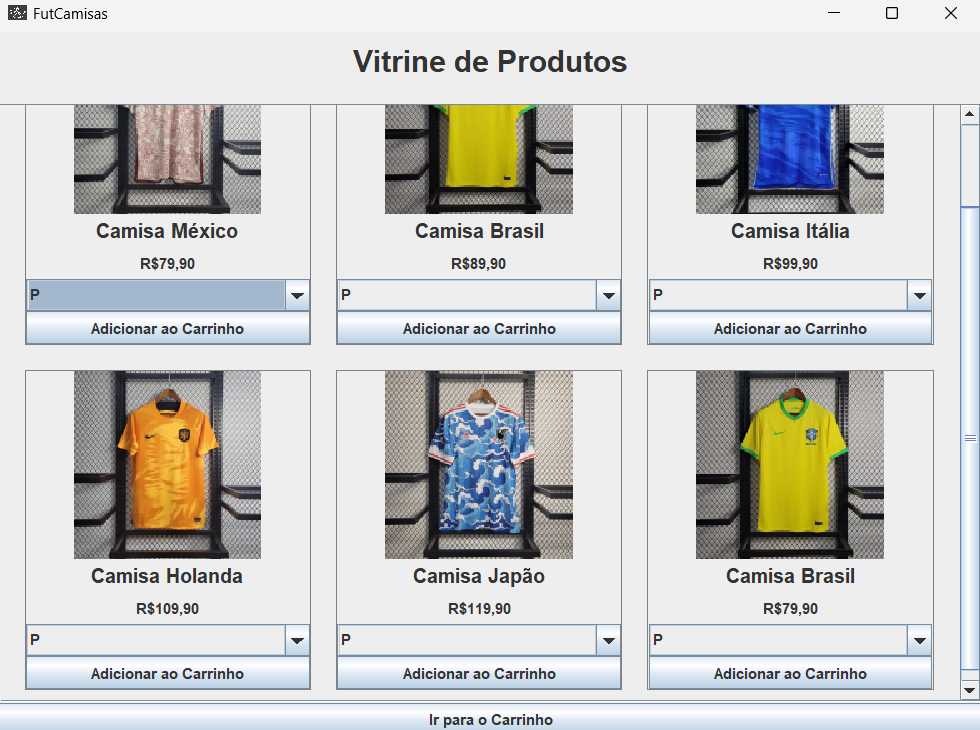 FutCamisas
Vitrine de Produtos
Camisa México
R$79,90
P
Adicionar ao Carrinho
Camisa Brasil
R$89,90
P
Adicionar ao Carrinho
Camisa Itália
R$99,90
P
Adicionar ao Carrinho
Camisa Holanda
R$109,90
P
Adicionar ao Carrinho
Camisa Japão
R$119,90
P
Adicionar ao Carrinho
Camisa Brasil
R$79,90
P
Adicionar ao Carrinho
Ir para o Carrinho